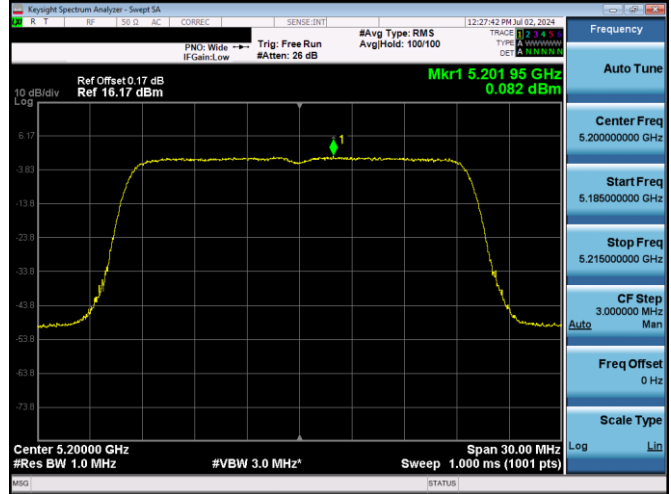 Keysight Spectrum Analyzer - Swept SA
R T RF 50 Ω AC CORREC SENSE:INT 12:27:42 PM Jul 02, 2024
PNO: Wide Trig: Free Run #Avg Type: RMS TRACE 1 2 3 4 5 6
IFGain:Low #Atten: 26 dB Avg|Hold: 100/100 TYPE A WWWWW
DET A N N N N N
Ref Offset 0.17 dB Mkr1 5.201 95 GHz
10 dB/div Ref 16.17 dBm 0.082 dBm
Log
6.17
1
-3.83
-13.8
-23.8
-33.8
-43.8
-53.8
-63.8
-73.8
Center 5.20000 GHz Span 30.00 MHz
#Res BW 1.0 MHz #VBW 3.0 MHz* Sweep 1.000 ms (1001 pts)
MSG STATUS
Frequency
Auto Tune
Center Freq
5.200000000 GHz
Start Freq
5.185000000 GHz
Stop Freq
5.215000000 GHz
CF Step
3.000000 MHz
Auto Man
Freq Offset
0 Hz
Scale Type
Log Lin